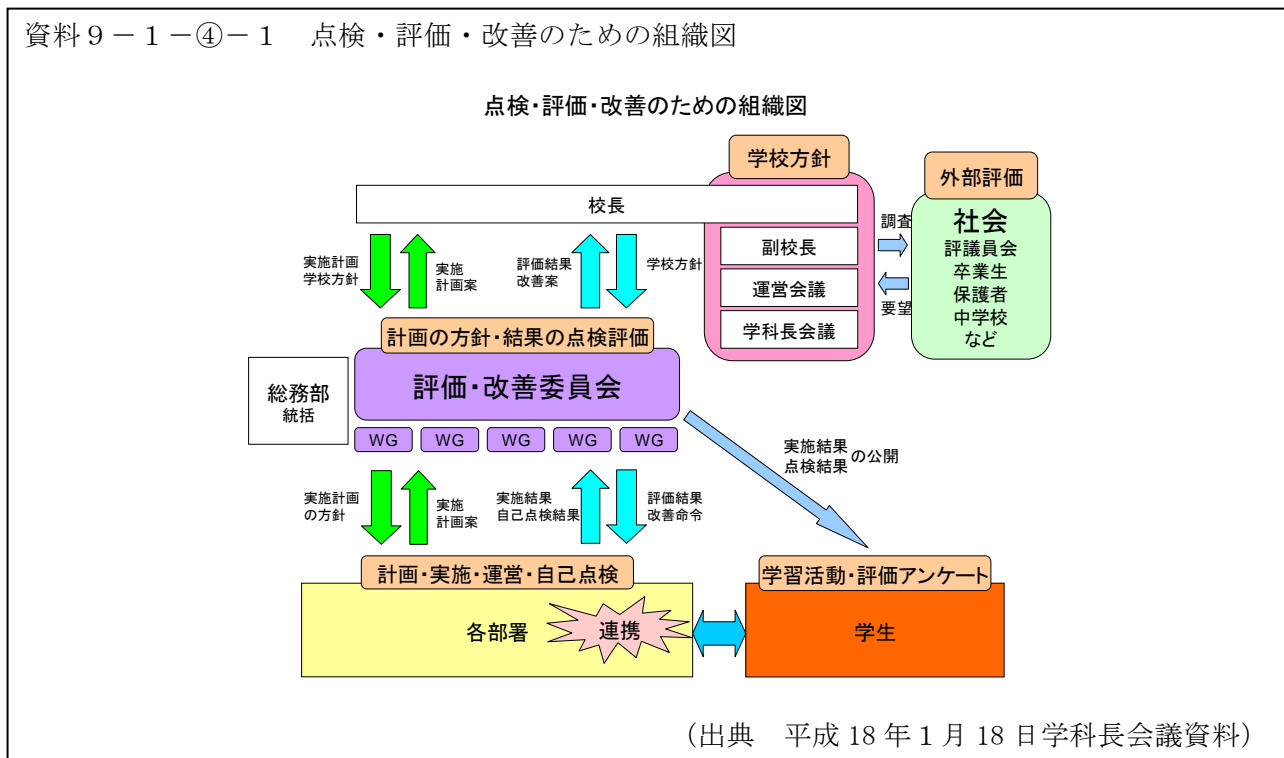 資料９－１－④－１　点検・評価・改善のための組織図
点検・評価・改善のための組織図
学校方針
外部評価
校長
副校長
運営会議
学科長会議
調査
要望
社会
評議員会
卒業生
保護者
中学校
など
実施計画
学校方針
実施
計画案
評価結果
改善案
学校方針
計画の方針・結果の点検評価
評価・改善委員会
総務部
統括
WG WG WG WG WG
実施結果
点検結果
の公開
実施計画
の方針
実施
計画案
実施結果
自己点検結果
評価結果
改善命令
計画・実施・運営・自己点検
各部署
連携
学習活動・評価アンケート
学生
（出典　平成 18 年１月 18 日学科長会議資料）